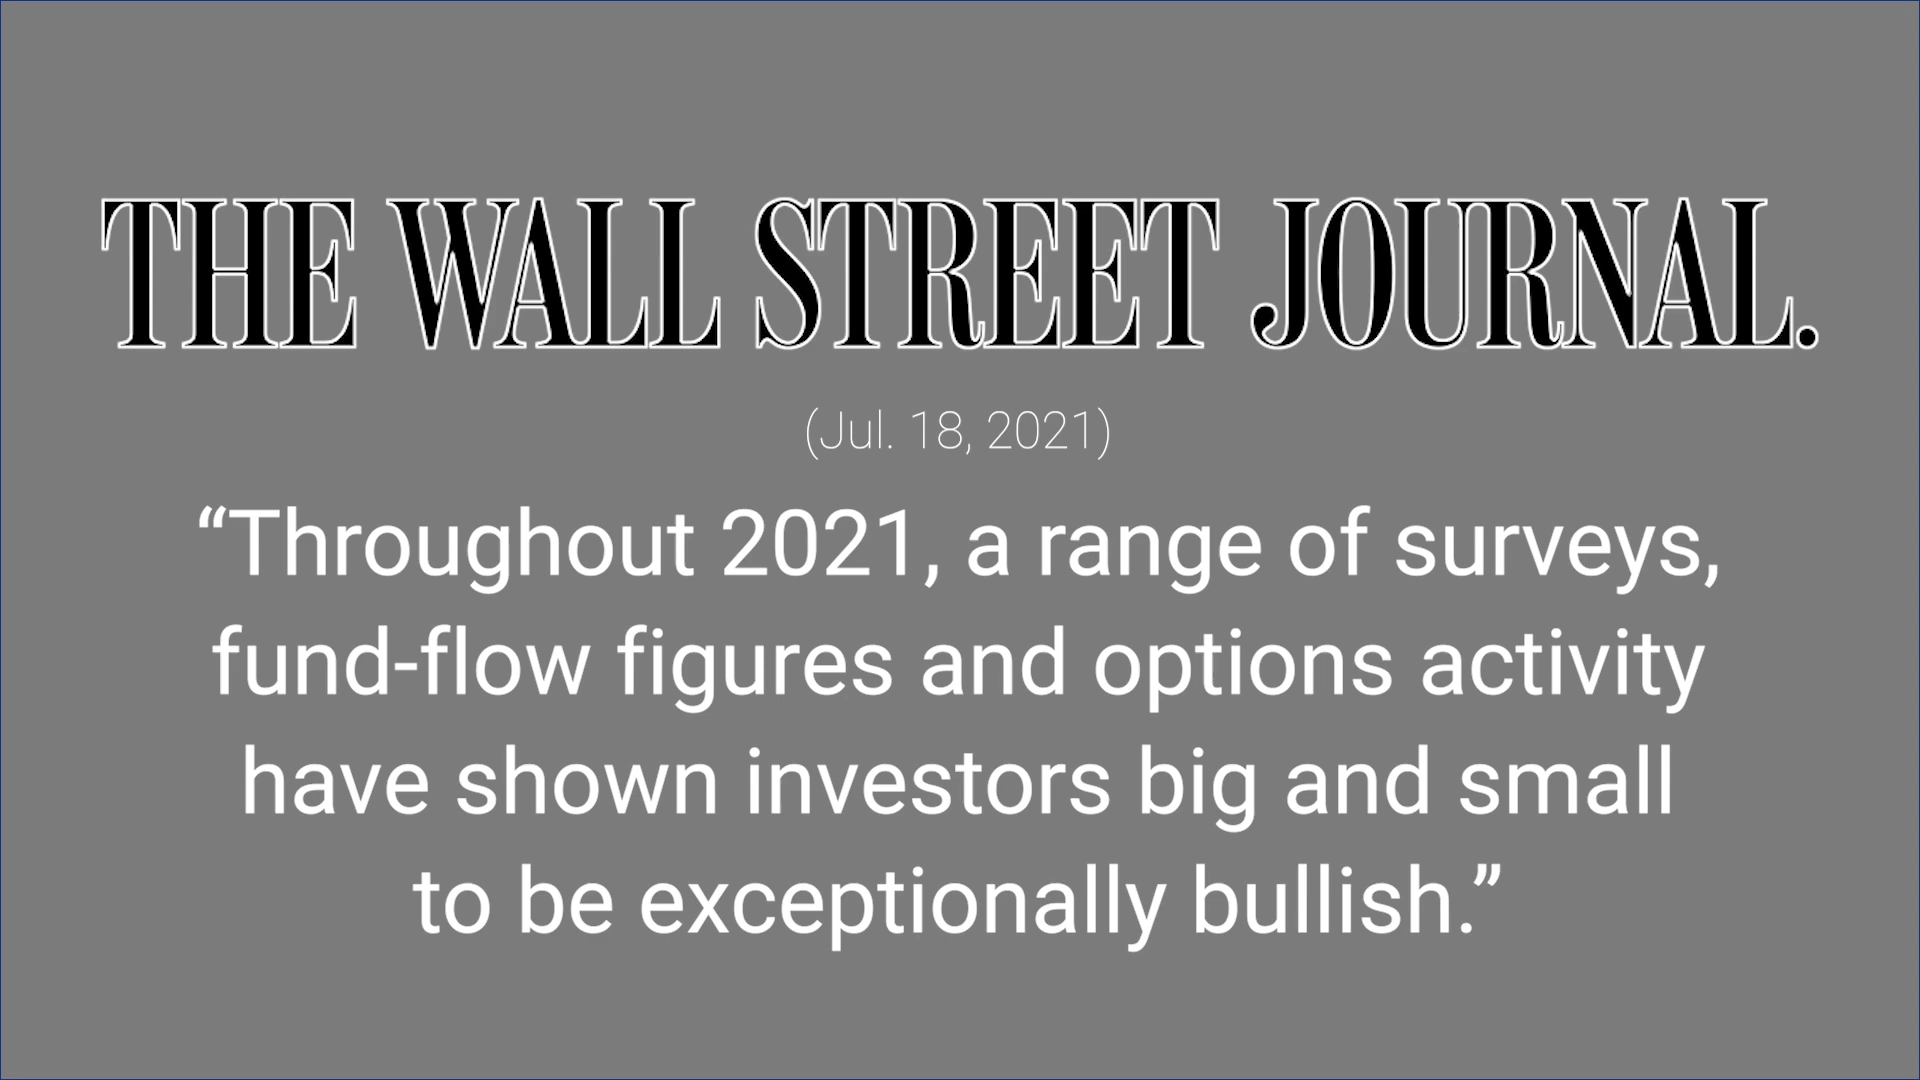 THE WALL STREET JOURNAL.
(Jul. 18, 2021)
“Throughout 2021, a range of surveys,
fund-flow figures and options activity
have shown investors big and small
to be exceptionally bullish.”